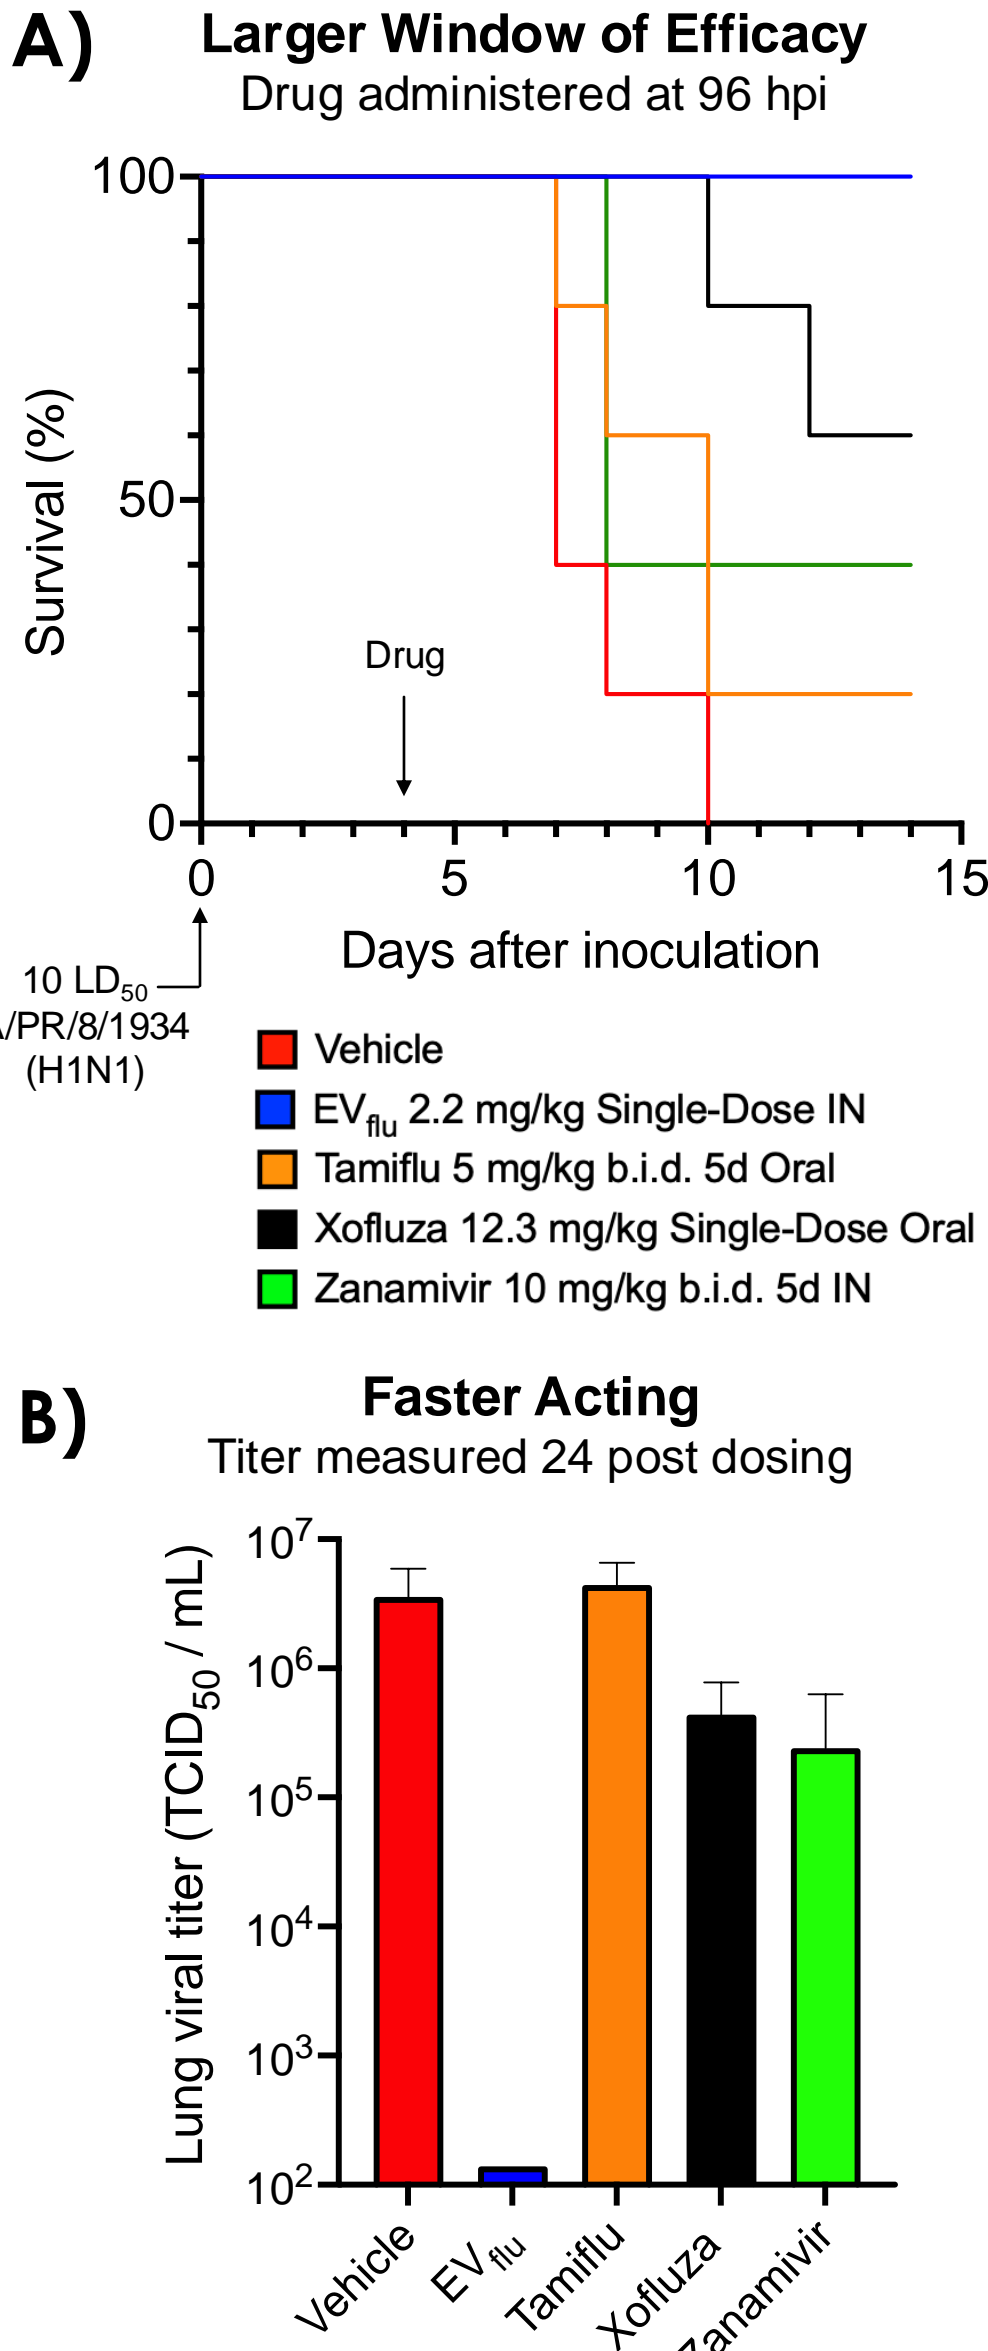 A)
Larger Window of Efficacy
Drug administered at 96 hpi
Survival (%)
100
50
0
Drug
0 5 10 15
Days after inoculation
10 LD50
/PR/8/1934
(H1N1)
Vehicle
EVflu 2.2 mg/kg Single-Dose IN
Tamiflu 5 mg/kg b.i.d. 5d Oral
Xofluza 12.3 mg/kg Single-Dose Oral
Zanamivir 10 mg/kg b.i.d. 5d IN
B)
Faster Acting
Titer measured 24 post dosing
Lung viral titer (TCID50 / mL)
10^7
10^6
10^5
10^4
10^3
10^2
Vehicle
EVflu
Tamiflu
Xofluza
Zanamivir